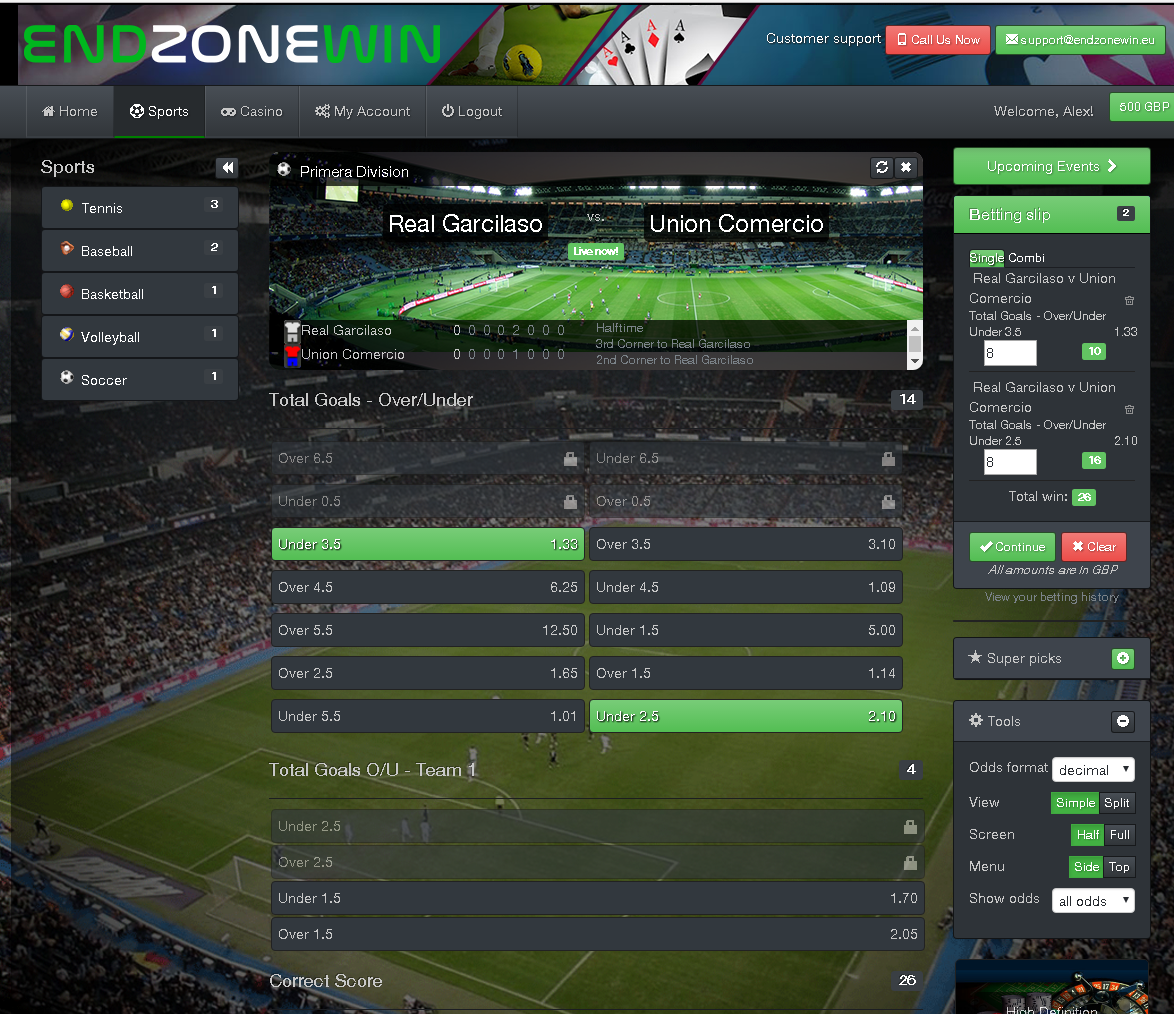 ENDZONEWIN
Customer support
Call Us Now
support@endzonewin.eu
Home
Sports
Casino
My Account
Logout
Welcome, Alex!
500 GBP
Sports
Tennis 3
Baseball 2
Basketball 1
Volleyball 1
Soccer 1
Primera Division
Real Garcilaso vs. Union Comercio
Live now!
Real Garcilaso 0 0 0 0 2 0 0 0
Union Comercio 0 0 0 0 1 0 0 0
Halftime
3rd Corner to Real Garcilaso
2nd Corner to Real Garcilaso
Total Goals - Over/Under 14
Over 6.5 Under 6.5
Under 0.5 Over 0.5
Under 3.5 1.33 Over 3.5 3.10
Over 4.5 6.25 Under 4.5 1.09
Over 5.5 12.50 Under 1.5 5.00
Over 2.5 1.65 Over 1.5 1.14
Under 5.5 1.01 Under 2.5 2.10
Total Goals O/U - Team 1 4
Under 2.5
Over 2.5
Under 1.5 1.70
Over 1.5 2.05
Correct Score 26
Upcoming Events
Betting slip 2
Single Combi
Real Garcilaso v Union
Comercio
Total Goals - Over/Under
Under 3.5 1.33
8 10
Real Garcilaso v Union
Comercio
Total Goals - Over/Under
Under 2.5 2.10
8 16
Total win: 26
Continue Clear
All amounts are in GBP
View your betting history
Super picks
Tools
Odds format decimal
View Simple Split
Screen Half Full
Menu Side Top
Show odds all odds
High Definition